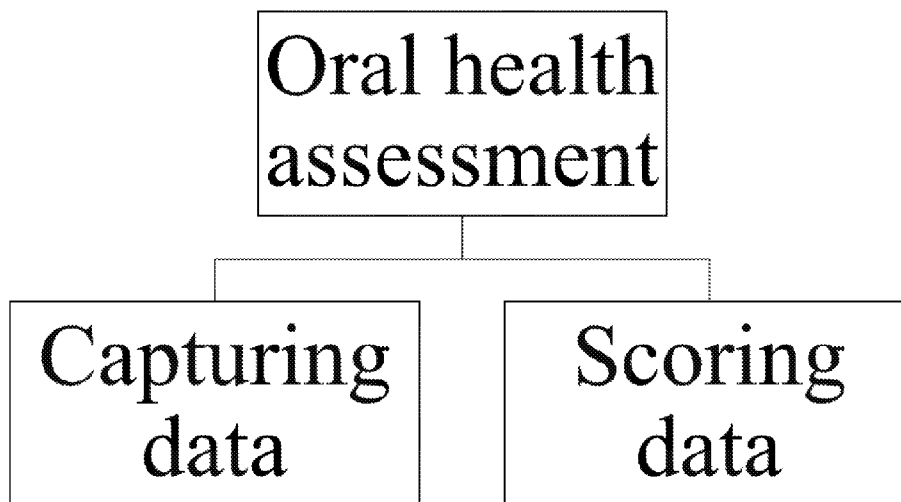 Oral health
assessment
Capturing
data
Scoring
data